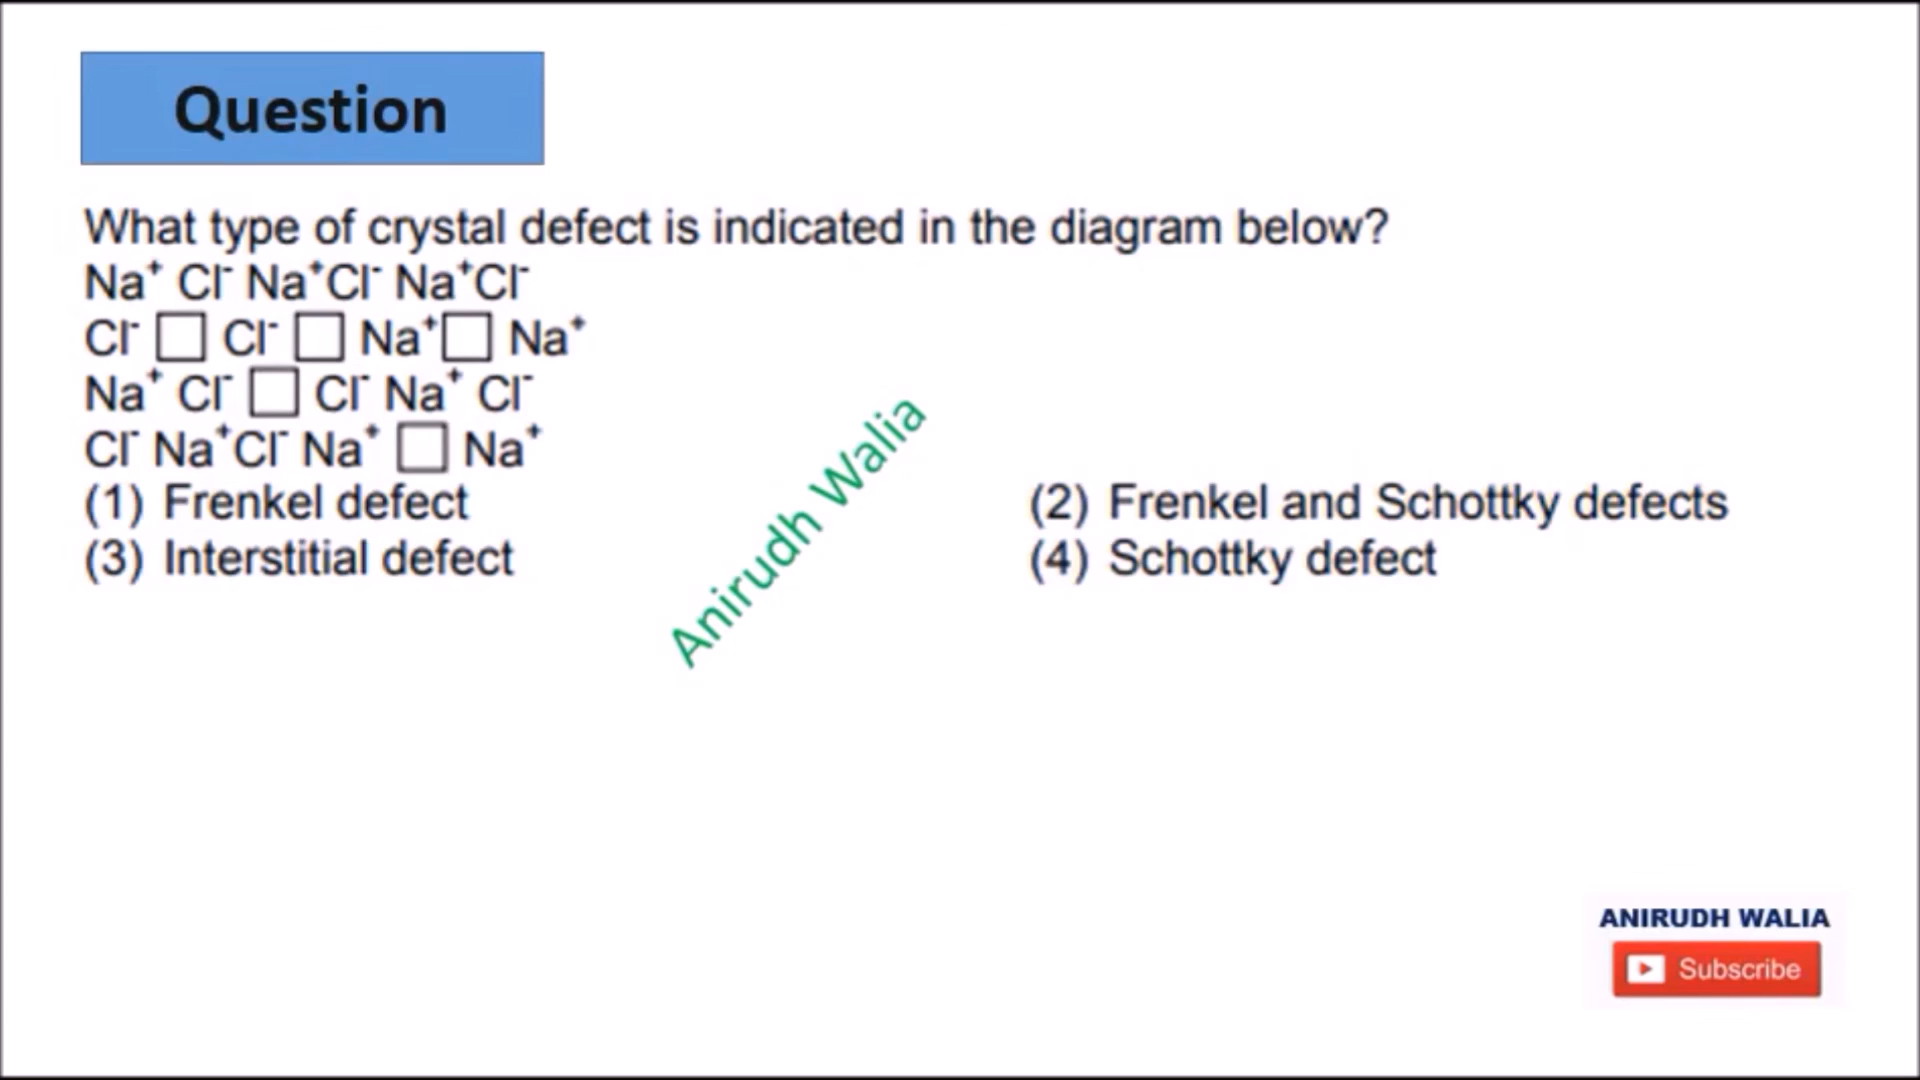 Question
What type of crystal defect is indicated in the diagram below?
Na⁺ Cl⁻ Na⁺Cl⁻ Na⁺Cl⁻
Cl⁻ □ Cl⁻ □ Na⁺□ Na⁺
Na⁺ Cl⁻ □ Cl⁻ Na⁺ Cl⁻
Cl⁻ Na⁺Cl⁻ Na⁺ □ Na⁺
(1) Frenkel defect
(2) Frenkel and Schottky defects
(3) Interstitial defect
(4) Schottky defect
Anirudh Walia
ANIRUDH WALIA
Subscribe